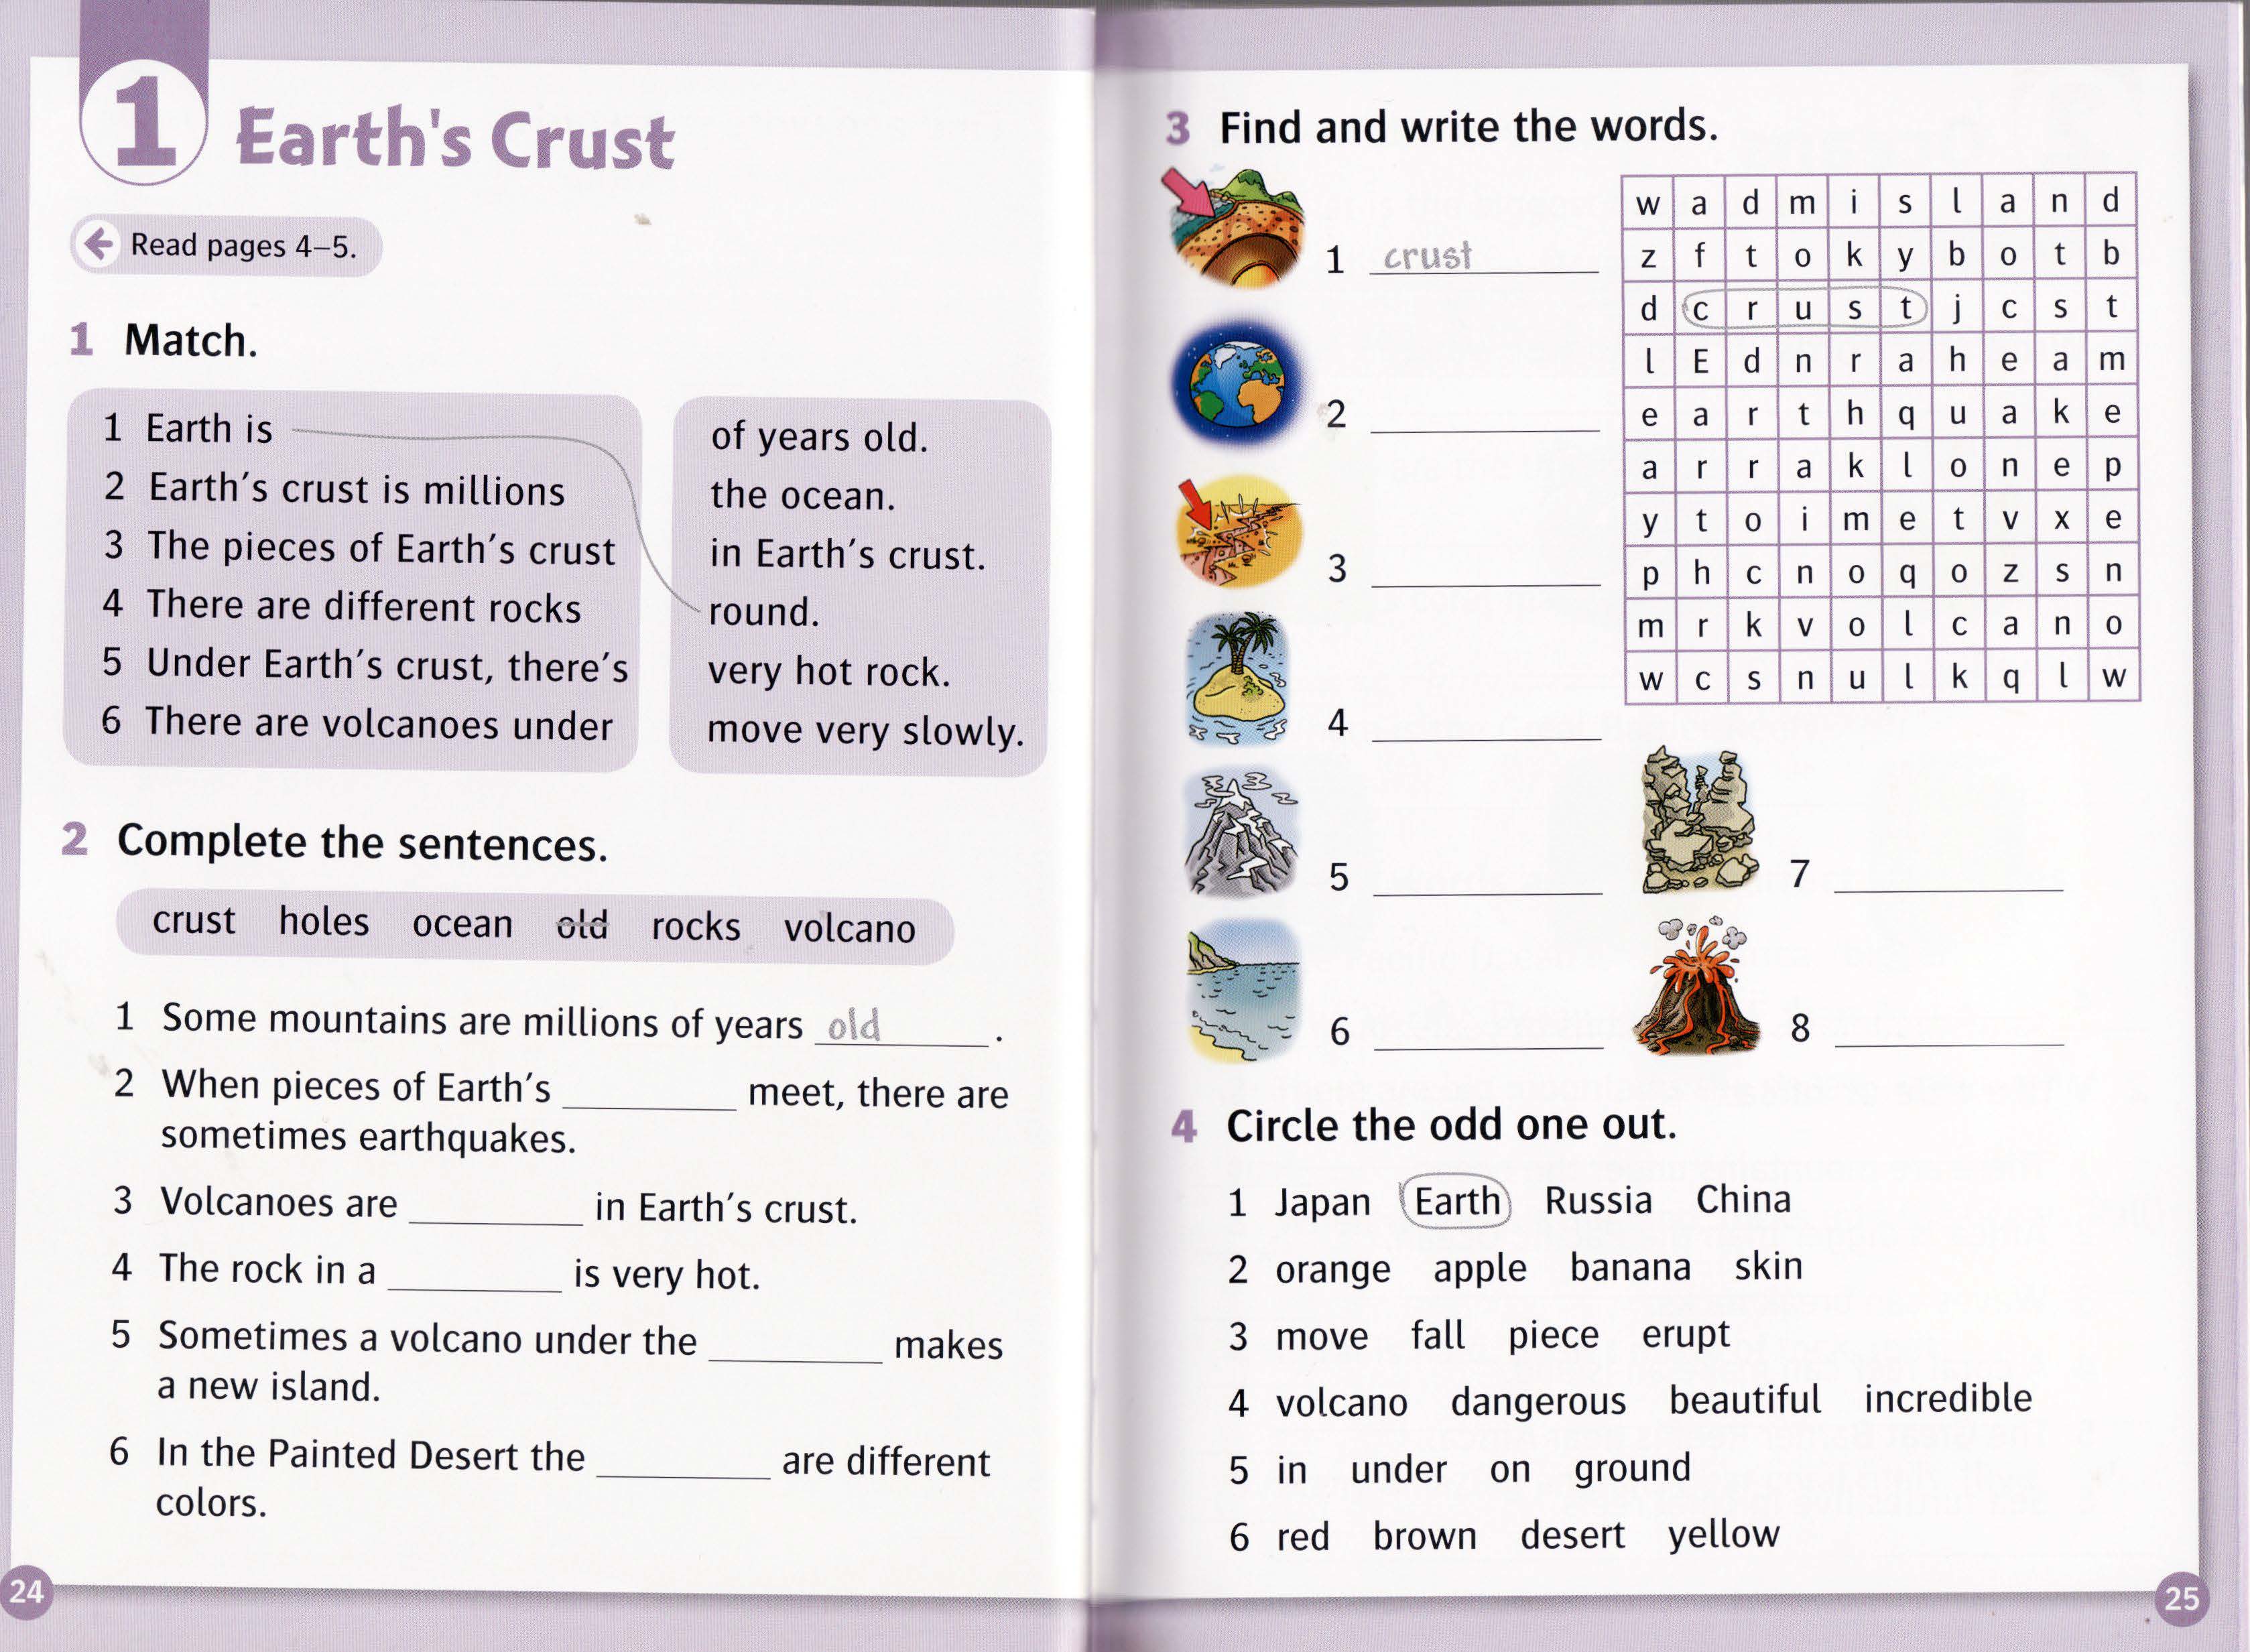 1
Earth's Crust
Read pages 4–5.
1 Match.
1 Earth is
2 Earth's crust is millions
3 The pieces of Earth's crust
4 There are different rocks
5 Under Earth's crust, there's
6 There are volcanoes under
of years old.
the ocean.
in Earth's crust.
round.
very hot rock.
move very slowly.
2 Complete the sentences.
crust holes ocean old rocks volcano
1 Some mountains are millions of years old .
2 When pieces of Earth's ________ meet, there are
sometimes earthquakes.
3 Volcanoes are ________ in Earth's crust.
4 The rock in a ________ is very hot.
5 Sometimes a volcano under the ________ makes
a new island.
6 In the Painted Desert the ________ are different
colors.
24
3 Find and write the words.
1 crust
2
3
4
5
6
w a d m i s l a n d
z f t o k y b o t b
d c r u s t j c s t
l E d n r a h e a m
e a r t h q u a k e
a r r a k l o n e p
y t o i m e t v x e
p h c n o q o z s n
m r k v o l c a n o
w c s n u l k q l w
7
8
4 Circle the odd one out.
1 Japan Earth Russia China
2 orange apple banana skin
3 move fall piece erupt
4 volcano dangerous beautiful incredible
5 in under on ground
6 red brown desert yellow
25